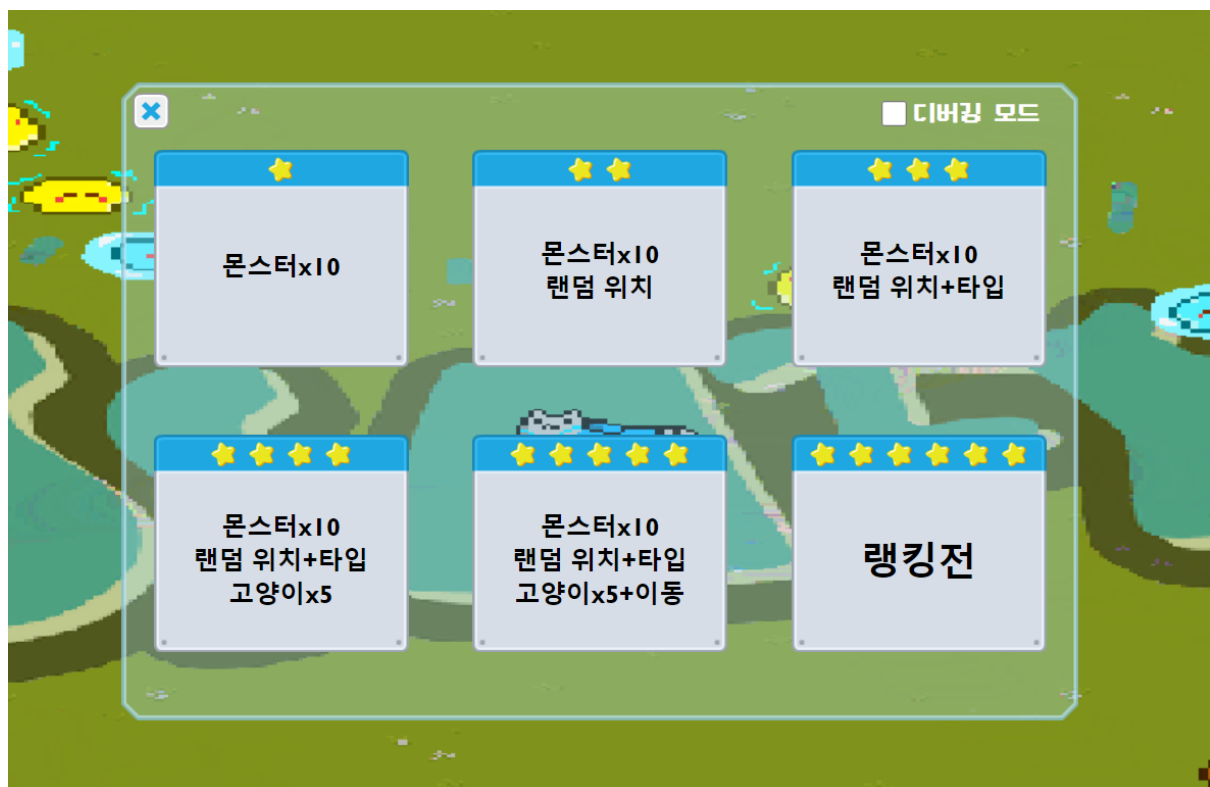 디버깅 모드
몬스터x10
몬스터x10
랜덤 위치
몬스터x10
랜덤 위치+타입
몬스터x10
랜덤 위치+타입
고양이x5
몬스터x10
랜덤 위치+타입
고양이x5+이동
랭킹전